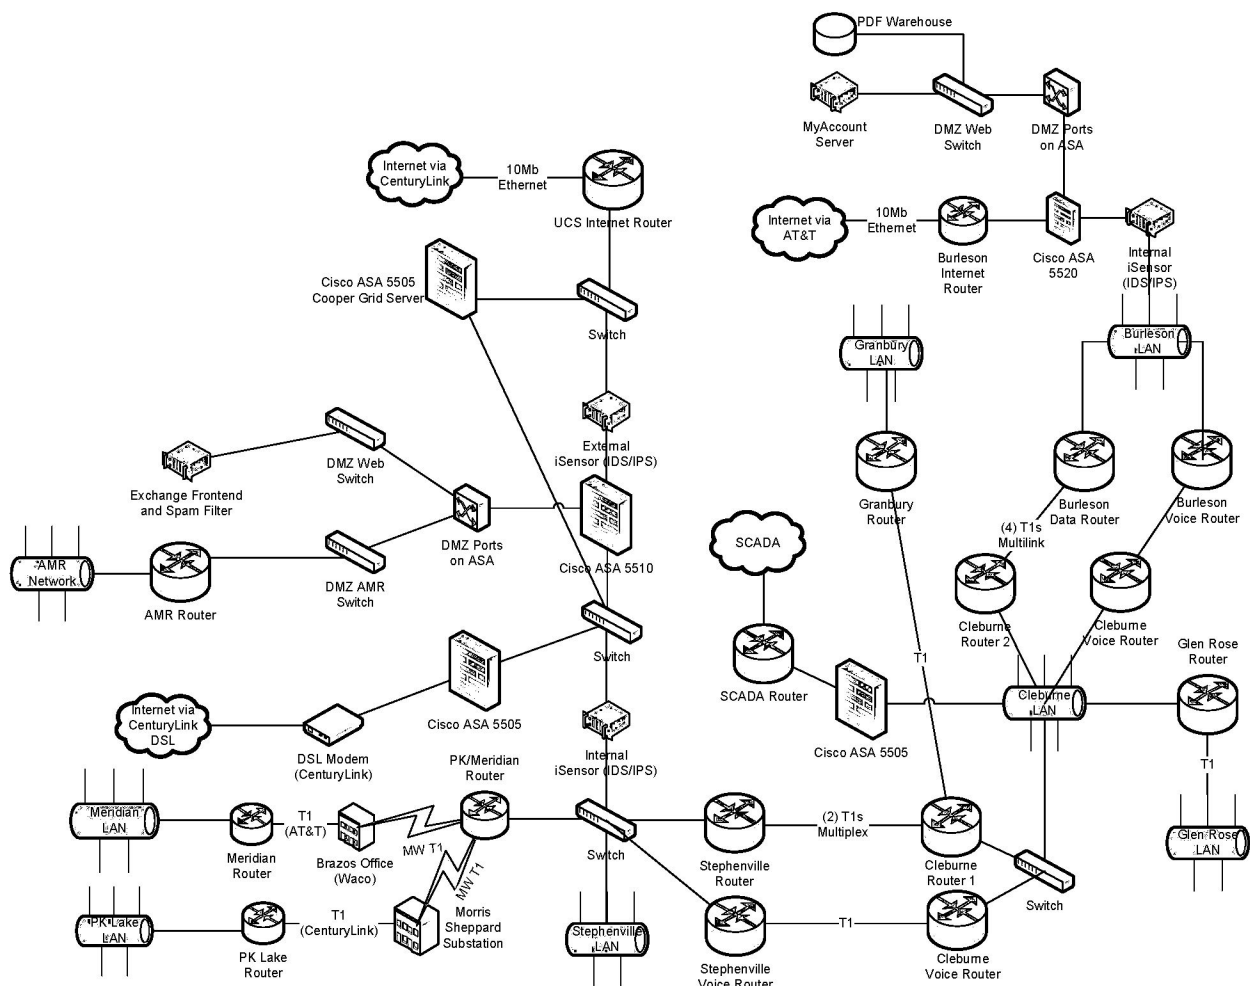 PDF Warehouse
MyAccount
Server
DMZ Web
Switch
DMZ Ports
on ASA
Internet via
CenturyLink
10Mb
Ethernet
UCS Internet Router
Internet via
AT&T
10Mb
Ethernet
Burleson
Internet
Router
Cisco ASA
5520
Internal
iSensor
(IDS/IPS)
Cisco ASA 5505
Cooper Grid Server
Switch
Granbury
LAN
Burleson
LAN
External
iSensor (IDS/IPS)
DMZ Web
Switch
Exchange Frontend
and Spam Filter
DMZ Ports
on ASA
Cisco ASA 5510
Granbury
Router
Burleson
Data Router
Burleson
Voice Router
(4) T1s
Multilink
SCADA
AMR
Network
AMR Router
DMZ AMR
Switch
Cleburne
Router 2
Cleburne
Voice Router
Switch
T1
SCADA Router
Cisco ASA 5505
Cleburne
LAN
Glen Rose
Router
T1
Glen Rose
LAN
Internet via
CenturyLink
DSL
DSL Modem
(CenturyLink)
Cisco ASA 5505
Internal
iSensor (IDS/IPS)
PK/Meridian
Router
Meridian
LAN
Meridian
Router
T1
(AT&T)
Brazos Office
(Waco)
MW T1
MW T1
Switch
Stephenville
Router
(2) T1s
Multiplex
Cleburne
Router 1
Switch
PK Lake
LAN
PK Lake
Router
T1
(CenturyLink)
Morris
Sheppard
Substation
Stephenville
LAN
Stephenville
Voice Router
T1
Cleburne
Voice Router